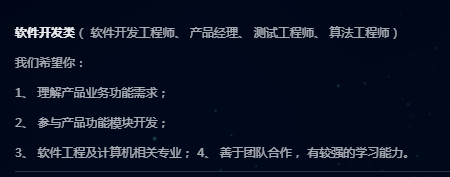 软件开发类（ 软件开发工程师、 产品经理、 测试工程师、 算法工程师）
我们希望你：
1、 理解产品业务功能需求；
2、 参与产品功能模块开发；
3、 软件工程及计算机相关专业； 4、 善于团队合作， 有较强的学习能力。